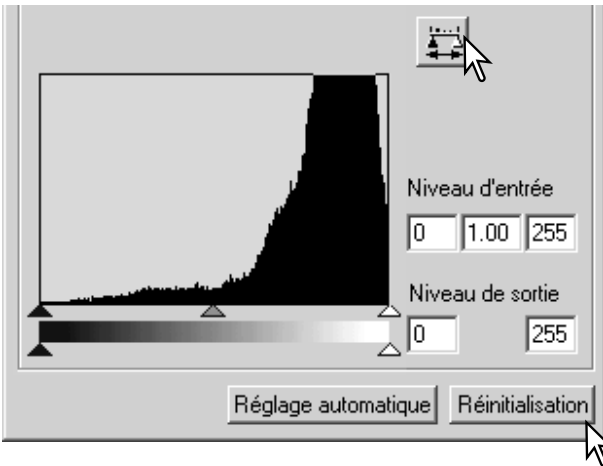 Niveau d'entrée
0 1.00 255
Niveau de sortie
0 255
Réglage automatique Réinitialisation